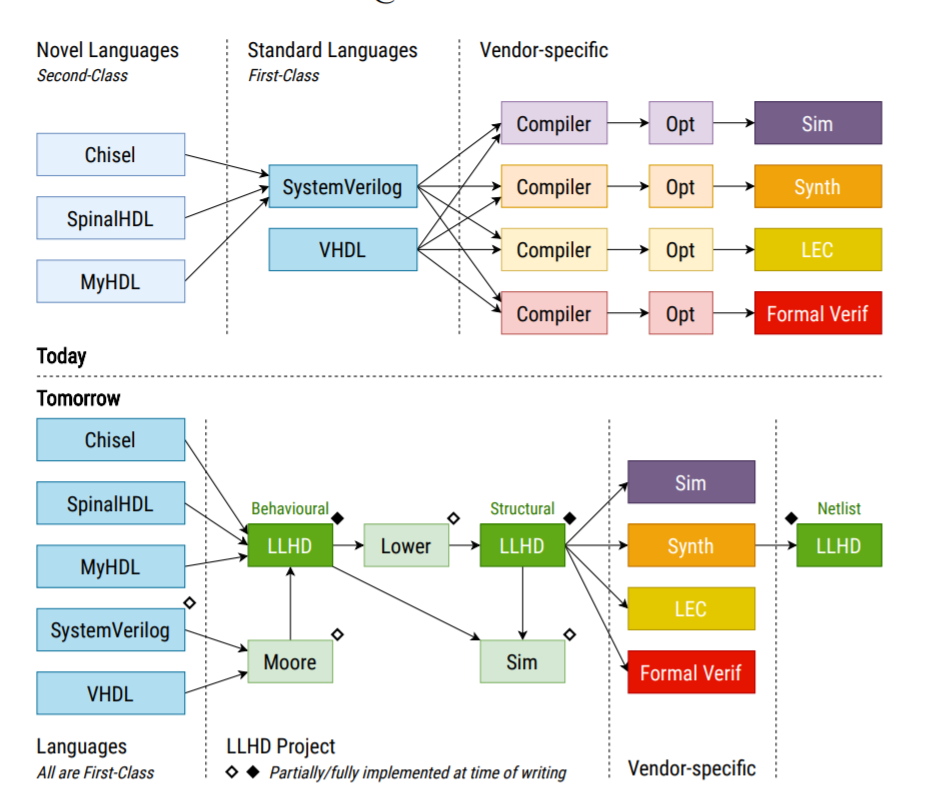 Novel Languages
Second-Class
Standard Languages
First-Class
Vendor-specific
Chisel
SpinalHDL
MyHDL
SystemVerilog
VHDL
Compiler
Opt
Sim
Compiler
Opt
Synth
Compiler
Opt
LEC
Compiler
Opt
Formal Verif
Today
Tomorrow
Chisel
SpinalHDL
MyHDL
SystemVerilog
VHDL
Behavioural
LLHD
Lower
Structural
LLHD
Moore
Sim
Sim
Synth
LEC
Formal Verif
Netlist
LLHD
Languages
All are First-Class
LLHD Project
Partially/fully implemented at time of writing
Vendor-specific